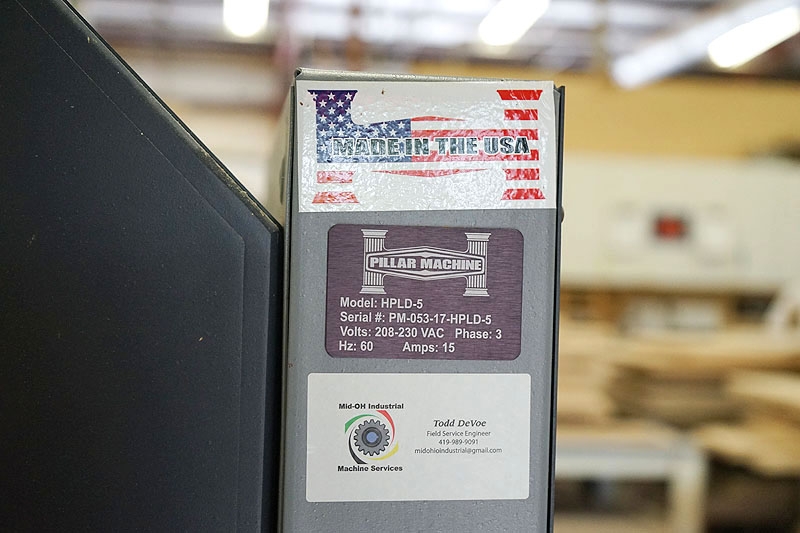 MADE IN THE USA
PILLAR MACHINE
Model: HPLD-5
Serial #: PM-053-17-HPLD-5
Volts: 208-230 VAC Phase: 3
Hz: 60 Amps: 15
Mid-OH Industrial
Machine Services
Todd DeVoe
Field Service Engineer
419-989-9091
midohioindustrial@gmail.com